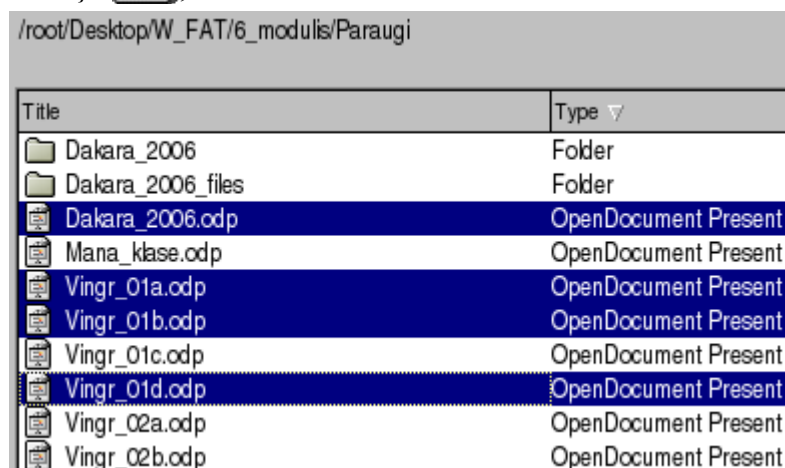 /root/Desktop/W_FAT/6_modulis/Paraugi
Title Type
Dakara_2006 Folder
Dakara_2006_files Folder
Dakara_2006.odp OpenDocument Present
Mana_klase.odp OpenDocument Present
Vingr_01a.odp OpenDocument Present
Vingr_01b.odp OpenDocument Present
Vingr_01c.odp OpenDocument Present
Vingr_01d.odp OpenDocument Present
Vingr_02a.odp OpenDocument Present
Vingr_02b.odp OpenDocument Present